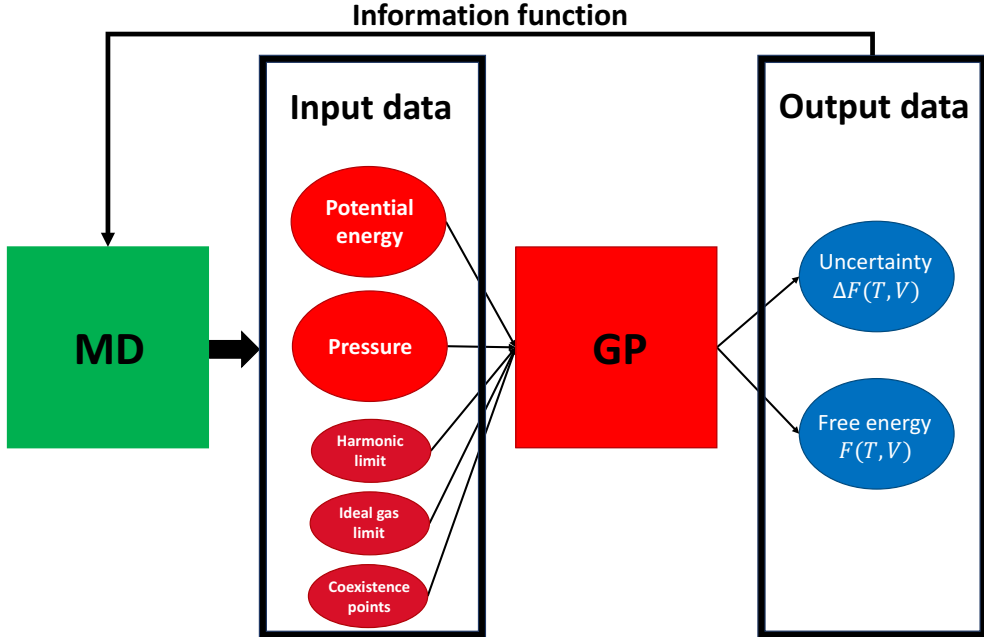 Information function
Input data
Output data
Potential
energy
Pressure
Harmonic
limit
Ideal gas
limit
Coexistence
points
MD
GP
Uncertainty
Δ𝐹(𝑇, 𝑉)
Free energy
𝐹(𝑇, 𝑉)